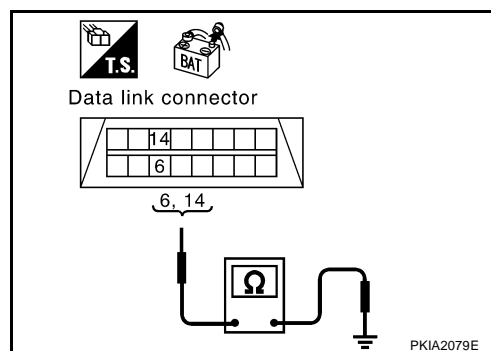 T.S.
BAT
Data link connector
14
6
6, 14
Ω
PKIA2079E